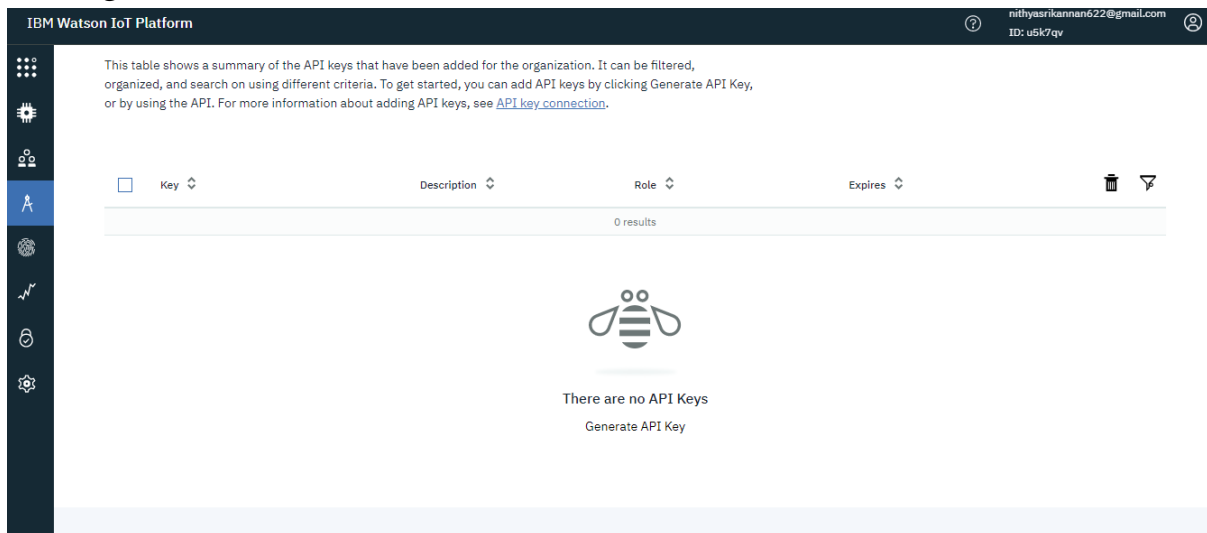 IBM Watson IoT Platform
nithyasrikannan622@gmail.com
ID: u5k7qv
This table shows a summary of the API keys that have been added for the organization. It can be filtered,
organized, and search on using different criteria. To get started, you can add API keys by clicking Generate API Key,
or by using the API. For more information about adding API keys, see API key connection.
Key Description Role Expires
0 results
There are no API Keys
Generate API Key